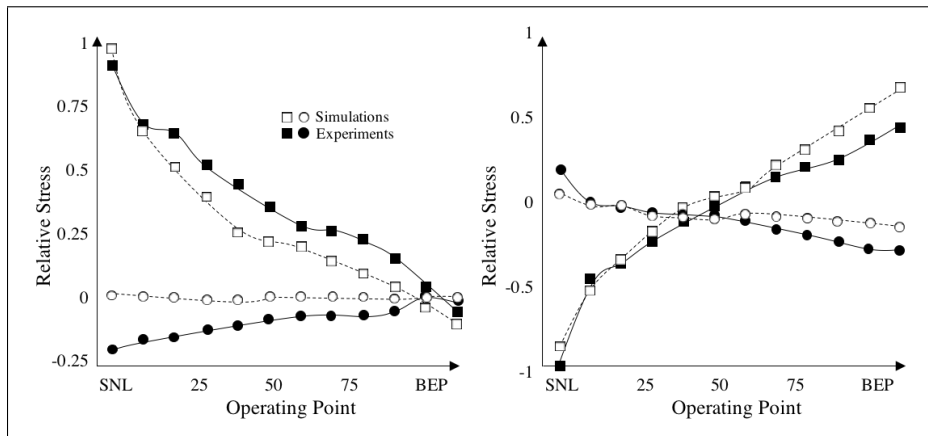 1
0.75
0.5
0.25
0
-0.25
Relative Stress
SNL 25 50 75 BEP
Operating Point
Simulations
Experiments
1
0.5
0
-0.5
-1
Relative Stress
SNL 25 50 75 BEP
Operating Point